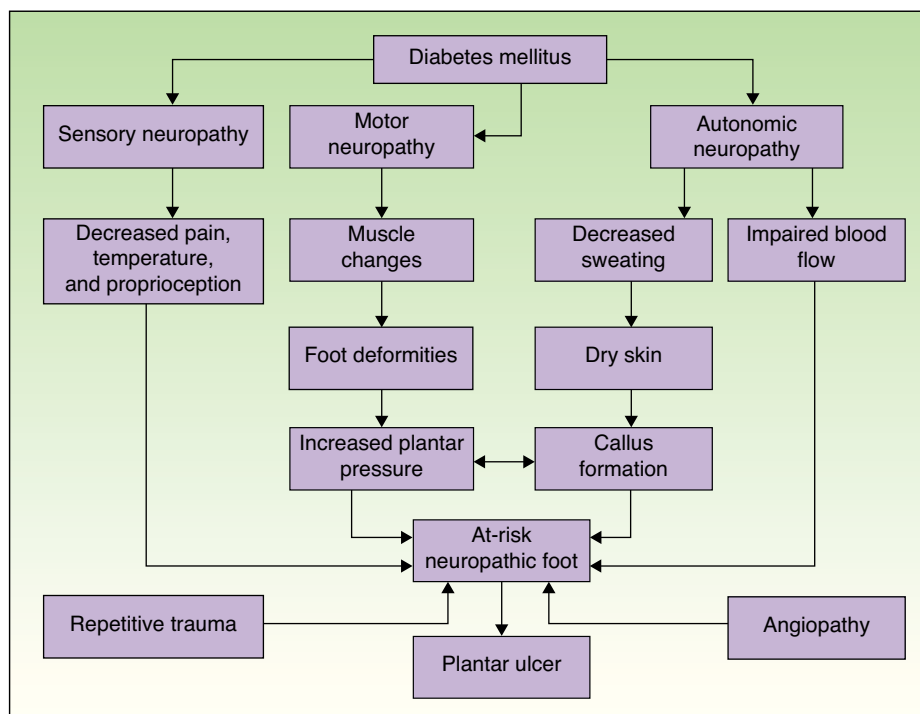 Diabetes mellitus
Sensory neuropathy
Motor
neuropathy
Autonomic
neuropathy
Decreased pain,
temperature,
and proprioception
Muscle
changes
Decreased
sweating
Impaired blood
flow
Foot deformities
Dry skin
Increased plantar
pressure
Callus
formation
At-risk
neuropathic foot
Repetitive trauma
Angiopathy
Plantar ulcer